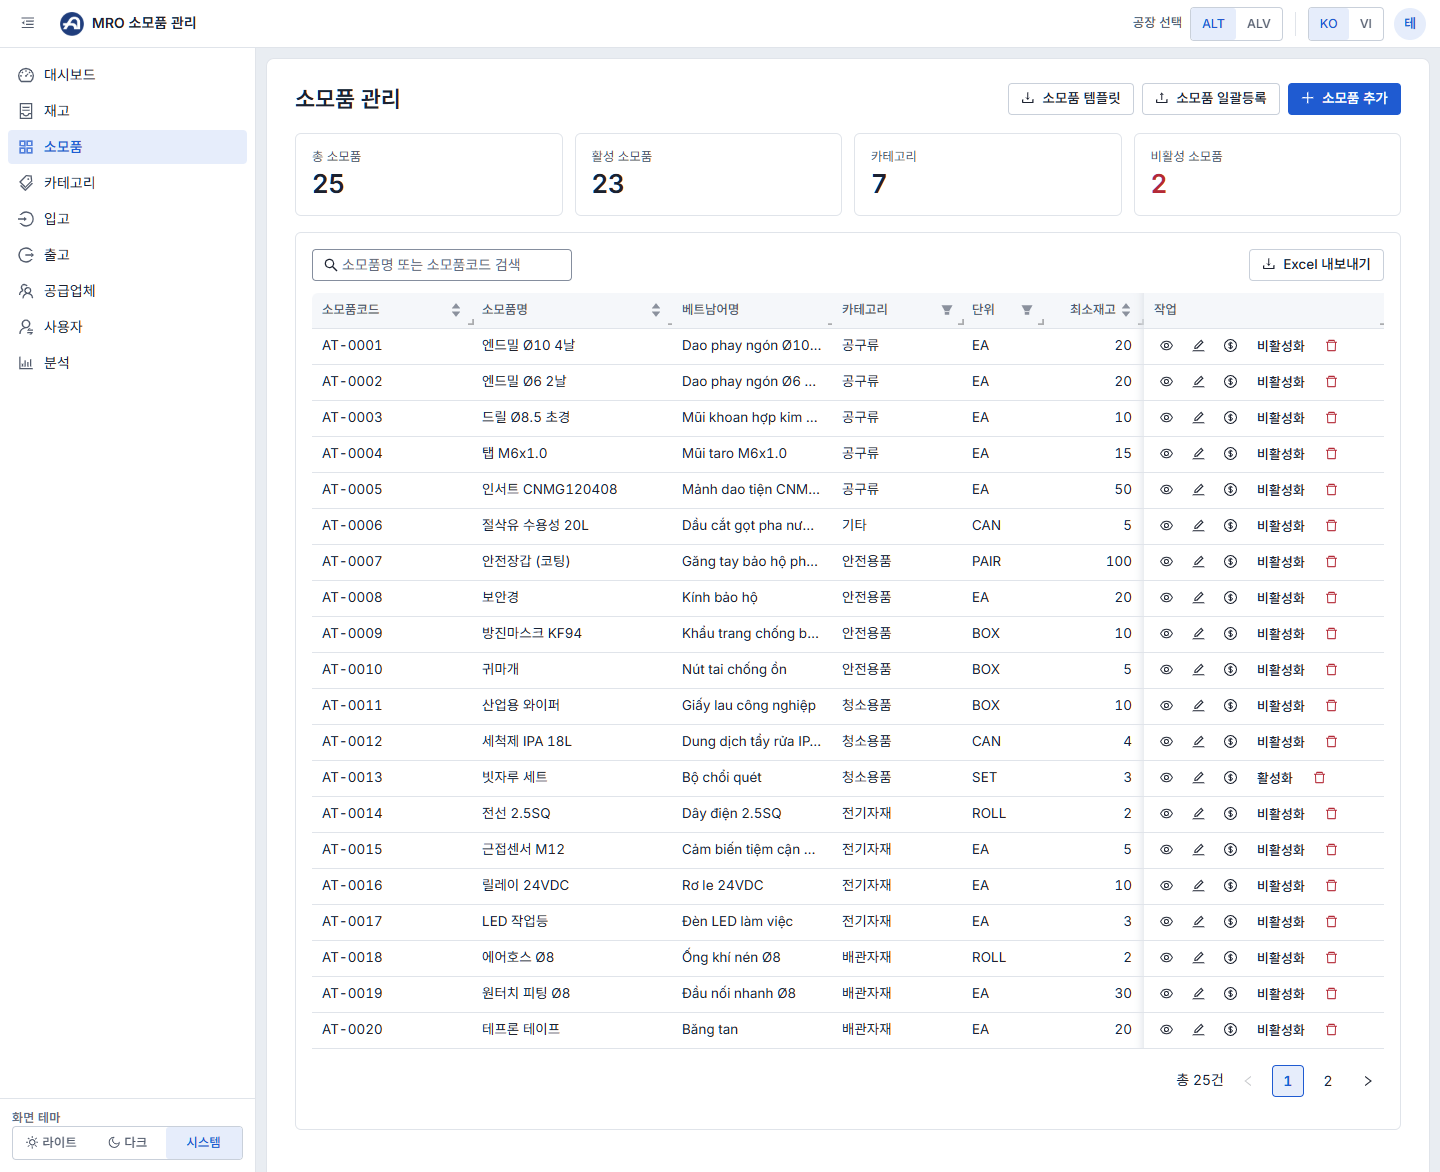 MRO 소모품 관리
공장 선택 ALT ALV KO VI 테
대시보드
재고
소모품
카테고리
입고
출고
공급업체
사용자
분석
화면 테마
라이트 다크 시스템
소모품 관리
소모품 템플릿 소모품 일괄등록 소모품 추가
총 소모품 활성 소모품 카테고리 비활성 소모품
25 23 7 2
소모품명 또는 소모품코드 검색 Excel 내보내기
소모품코드 소모품명 베트남어명 카테고리 단위 최소재고 작업
AT-0001 엔드밀 Ø10 4날 Dao phay ngón Ø10... 공구류 EA 20 비활성화
AT-0002 엔드밀 Ø6 2날 Dao phay ngón Ø6 ... 공구류 EA 20 비활성화
AT-0003 드릴 Ø8.5 초경 Mũi khoan hợp kim ... 공구류 EA 10 비활성화
AT-0004 탭 M6x1.0 Mũi taro M6x1.0 공구류 EA 15 비활성화
AT-0005 인서트 CNMG120408 Mảnh dao tiện CNM... 공구류 EA 50 비활성화
AT-0006 절삭유 수용성 20L Dầu cắt gọt pha nư... 기타 CAN 5 비활성화
AT-0007 안전장갑 (코팅) Găng tay bảo hộ ph... 안전용품 PAIR 100 비활성화
AT-0008 보안경 Kính bảo hộ 안전용품 EA 20 비활성화
AT-0009 방진마스크 KF94 Khẩu trang chống b... 안전용품 BOX 10 비활성화
AT-0010 귀마개 Nút tai chống ồn 안전용품 BOX 5 비활성화
AT-0011 산업용 와이퍼 Giấy lau công nghiệp 청소용품 BOX 10 비활성화
AT-0012 세척제 IPA 18L Dung dịch tẩy rửa IP... 청소용품 CAN 4 비활성화
AT-0013 빗자루 세트 Bộ chổi quét 청소용품 SET 3 활성화
AT-0014 전선 2.5SQ Dây điện 2.5SQ 전기자재 ROLL 2 비활성화
AT-0015 근접센서 M12 Cảm biến tiệm cận ... 전기자재 EA 5 비활성화
AT-0016 릴레이 24VDC Rơ le 24VDC 전기자재 EA 10 비활성화
AT-0017 LED 작업등 Đèn LED làm việc 전기자재 EA 3 비활성화
AT-0018 에어호스 Ø8 Ống khí nén Ø8 배관자재 ROLL 2 비활성화
AT-0019 원터치 피팅 Ø8 Đầu nối nhanh Ø8 배관자재 EA 30 비활성화
AT-0020 테프론 테이프 Băng tan 배관자재 EA 20 비활성화
총 25건 1 2